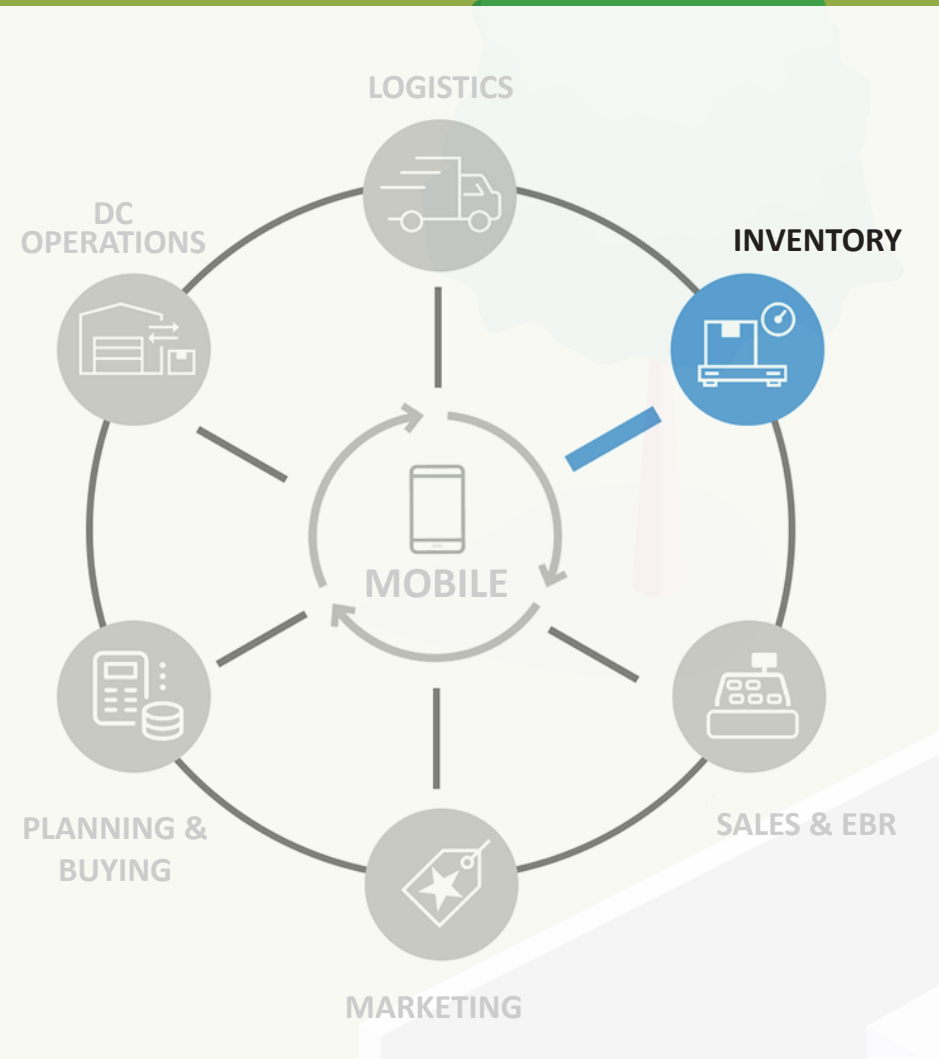 LOGISTICS
DC
OPERATIONS
INVENTORY
MOBILE
PLANNING &
BUYING
SALES & EBR
MARKETING